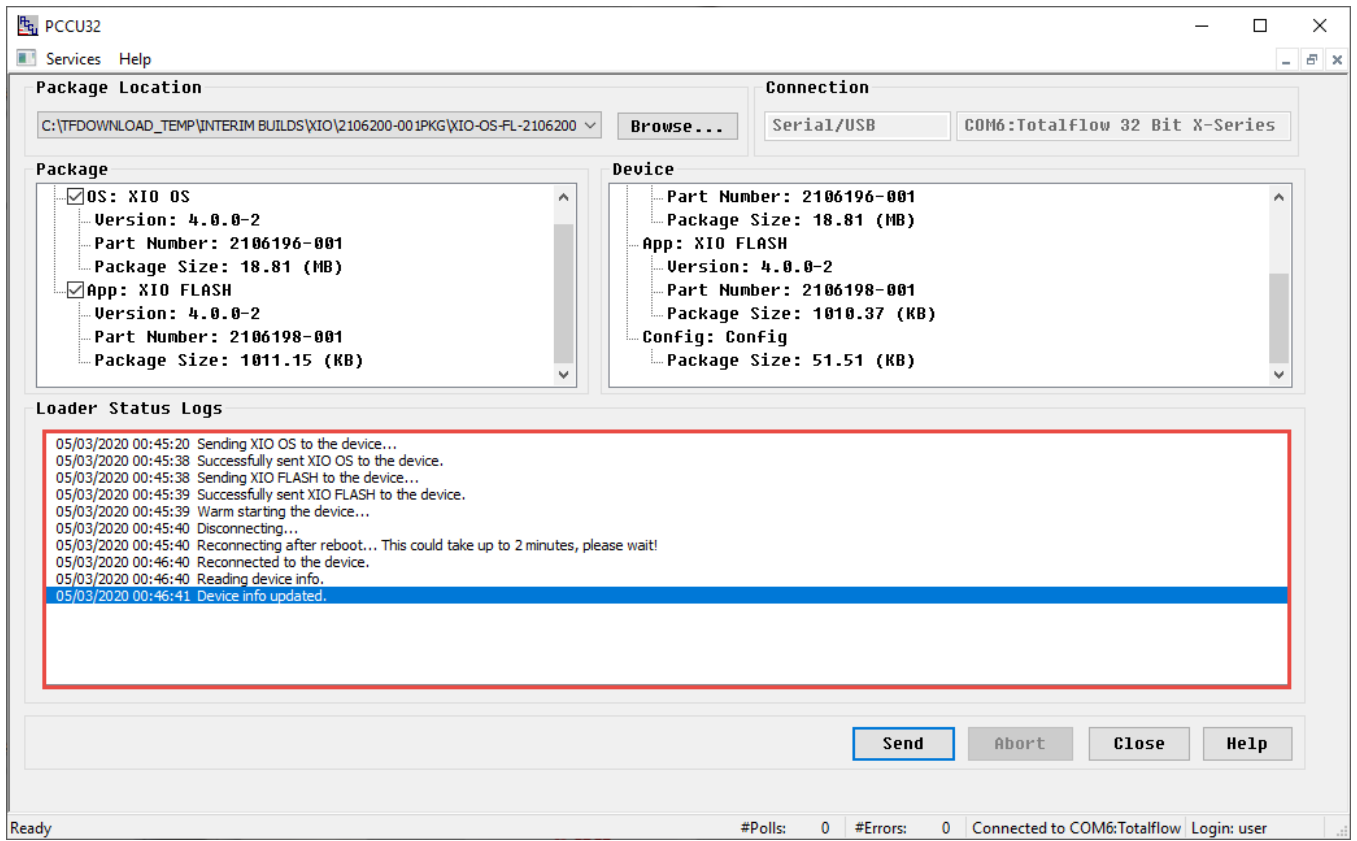 PCCU32
Services Help
Package Location
Connection
C:\TFDOWNLOAD_TEMP\INTERIM BUILDS\XIO\2106200-001PKG\XIO-OS-FL-2106200
Browse...
Serial/USB
COM6:Totalflow 32 Bit X-Series
Package
OS: XIO OS
Version: 4.0.0-2
Part Number: 2106196-001
Package Size: 18.81 (MB)
App: XIO FLASH
Version: 4.0.0-2
Part Number: 2106198-001
Package Size: 1011.15 (KB)
Device
Part Number: 2106196-001
Package Size: 18.81 (MB)
App: XIO FLASH
Version: 4.0.0-2
Part Number: 2106198-001
Package Size: 1010.37 (KB)
Config: Config
Package Size: 51.51 (KB)
Loader Status Logs
05/03/2020 00:45:20 Sending XIO OS to the device...
05/03/2020 00:45:38 Successfully sent XIO OS to the device.
05/03/2020 00:45:38 Sending XIO FLASH to the device...
05/03/2020 00:45:39 Successfully sent XIO FLASH to the device.
05/03/2020 00:45:39 Warm starting the device...
05/03/2020 00:45:40 Disconnecting...
05/03/2020 00:45:40 Reconnecting after reboot... This could take up to 2 minutes, please wait!
05/03/2020 00:46:40 Reconnected to the device.
05/03/2020 00:46:40 Reading device info.
05/03/2020 00:46:41 Device info updated.
Send Abort Close Help
Ready #Polls: 0 #Errors: 0 Connected to COM6:Totalflow Login: user